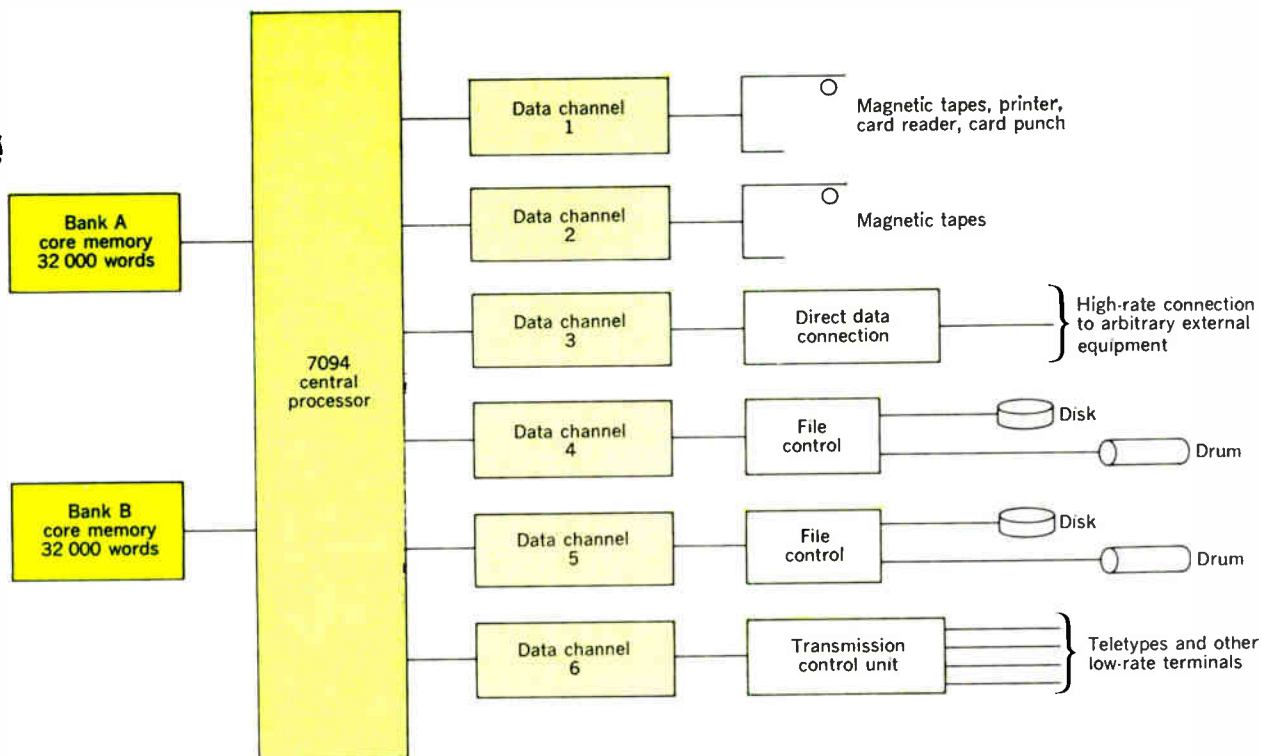 Bank A
core memory
32 000 words
Bank B
core memory
32 000 words
7094
central
processor
Data channel
1
Magnetic tapes, printer,
card reader, card punch
Data channel
2
Magnetic tapes
Data channel
3
Direct data
connection
High-rate connection
to arbitrary external
equipment
Data channel
4
File
control
Disk
Drum
Data channel
5
File
control
Disk
Drum
Data channel
6
Transmission
control unit
Teletypes and other
low-rate terminals